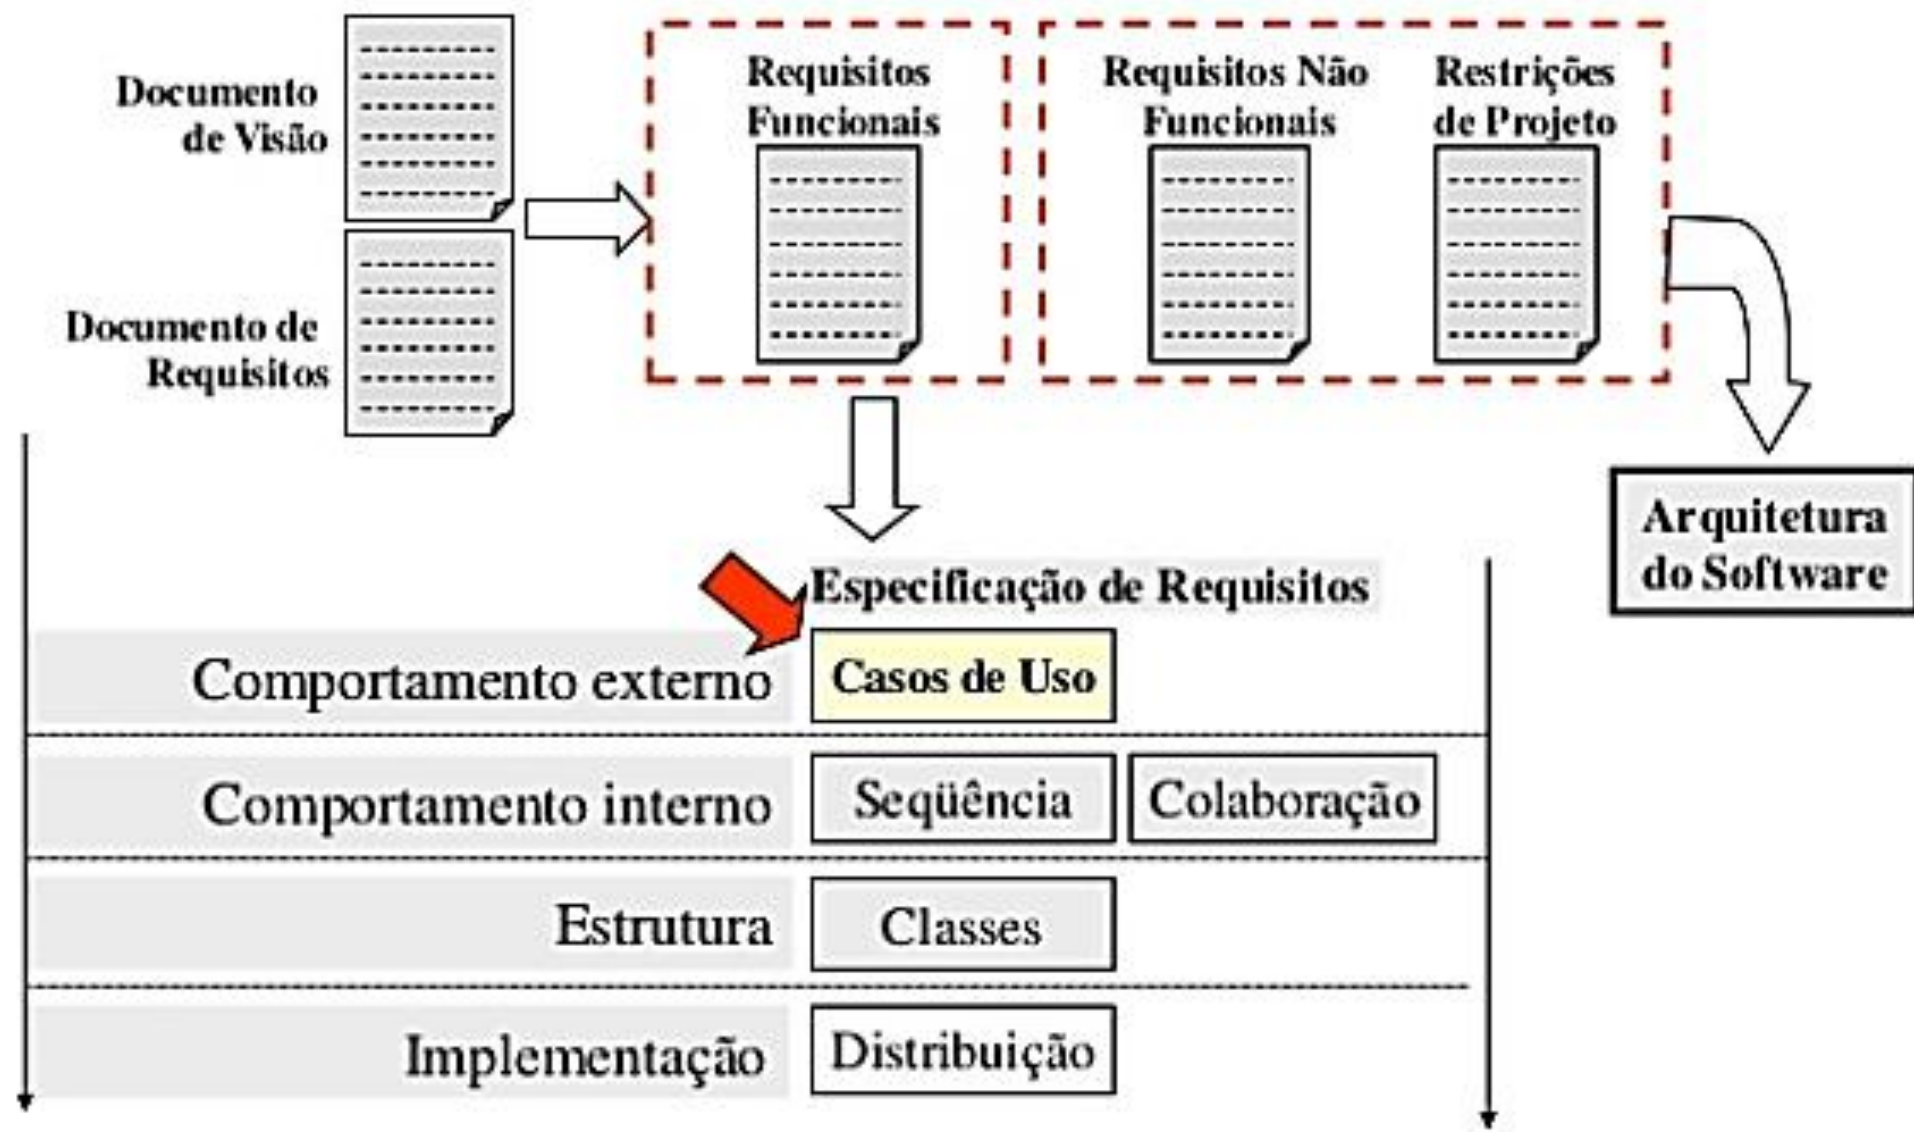 Documento
de Visão
Documento de
Requisitos
Requisitos
Funcionais
Requisitos Não
Funcionais
Restrições
de Projeto
Arquitetura
do Software
Especificação de Requisitos
Comportamento externo
Casos de Uso
Comportamento interno
Seqüência
Colaboração
Estrutura
Classes
Implementação
Distribuição